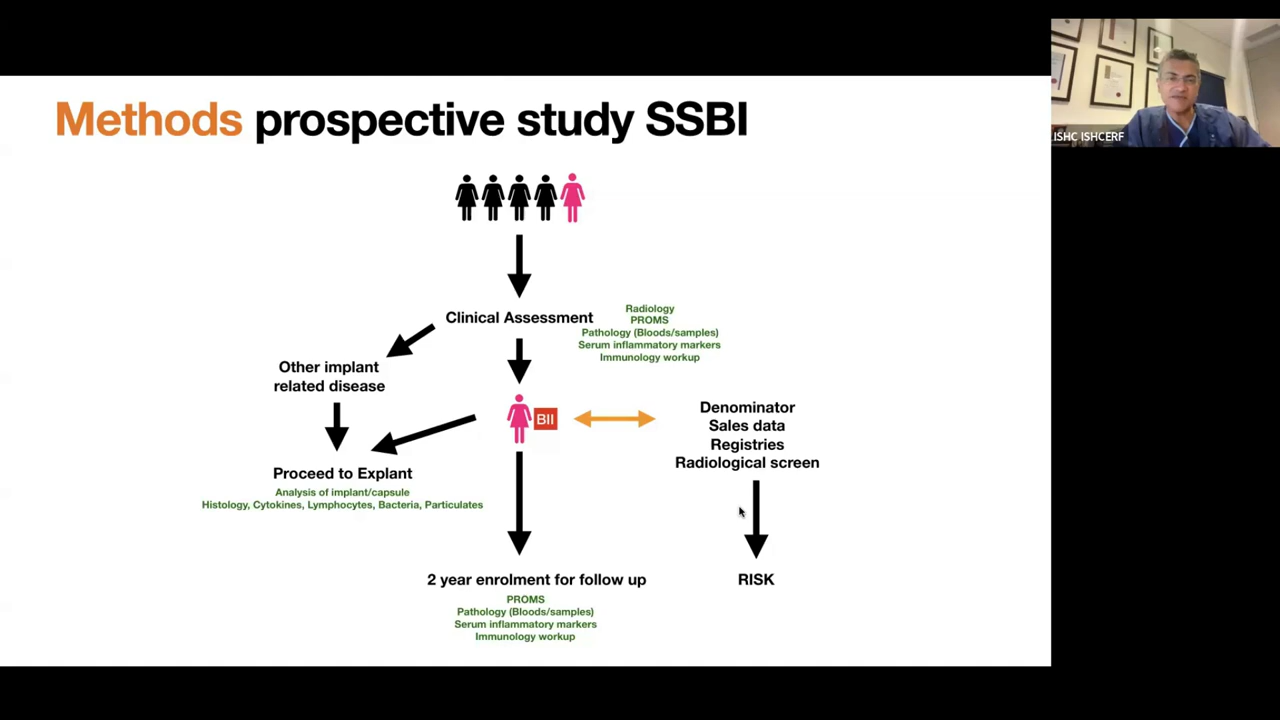 Methods prospective study SSBI
ISHC ISHCERF
Clinical Assessment
Radiology
PROMS
Pathology (Bloods/samples)
Serum inflammatory markers
Immunology workup
Other implant
related disease
BII
Denominator
Sales data
Registries
Radiological screen
Proceed to Explant
Analysis of implant/capsule
Histology, Cytokines, Lymphocytes, Bacteria, Particulates
2 year enrolment for follow up
PROMS
Pathology (Bloods/samples)
Serum inflammatory markers
Immunology workup
RISK